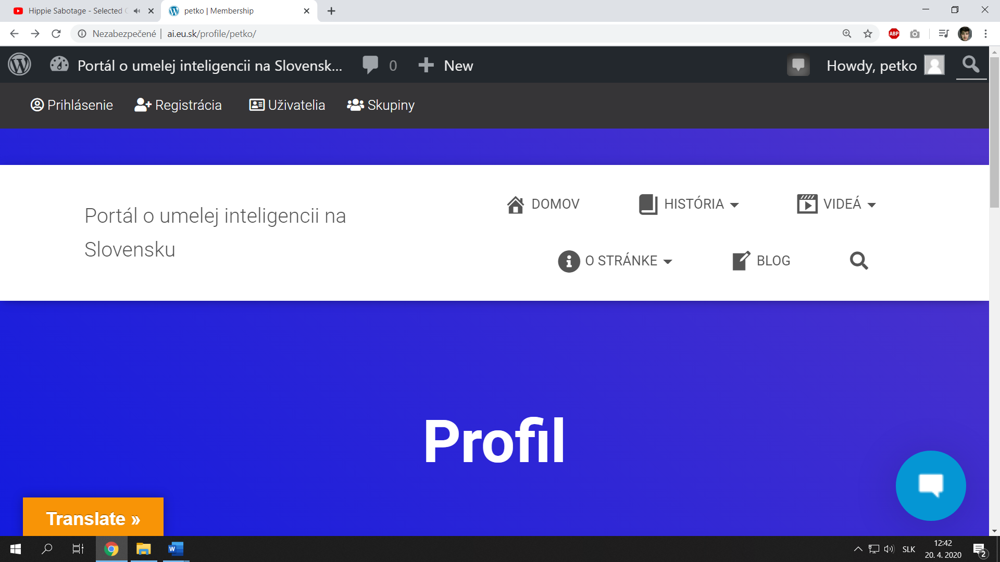 Hippie Sabotage - Selected
petko | Membership
Nezabezpečené | ai.eu.sk/profile/petko/
ABP
Portál o umelej inteligencii na Slovensk... 0 New Howdy, petko
Prihlásenie Registrácia Užívatelia Skupiny
Portál o umelej inteligencii na
Slovensku
DOMOV HISTÓRIA VIDEÁ
O STRÁNKE BLOG
Profil
Translate »
SLK
12:42
20. 4. 2020
2